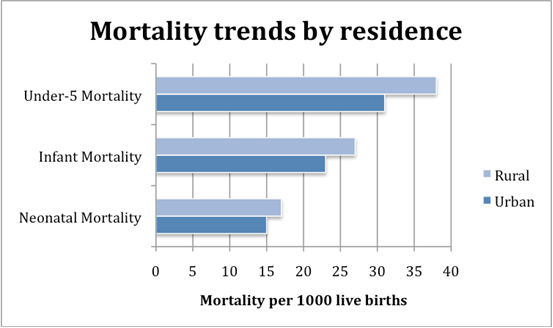 Mortality trends by residence
Under-5 Mortality
Infant Mortality
Neonatal Mortality
Rural
Urban
0 5 10 15 20 25 30 35 40
Mortality per 1000 live births